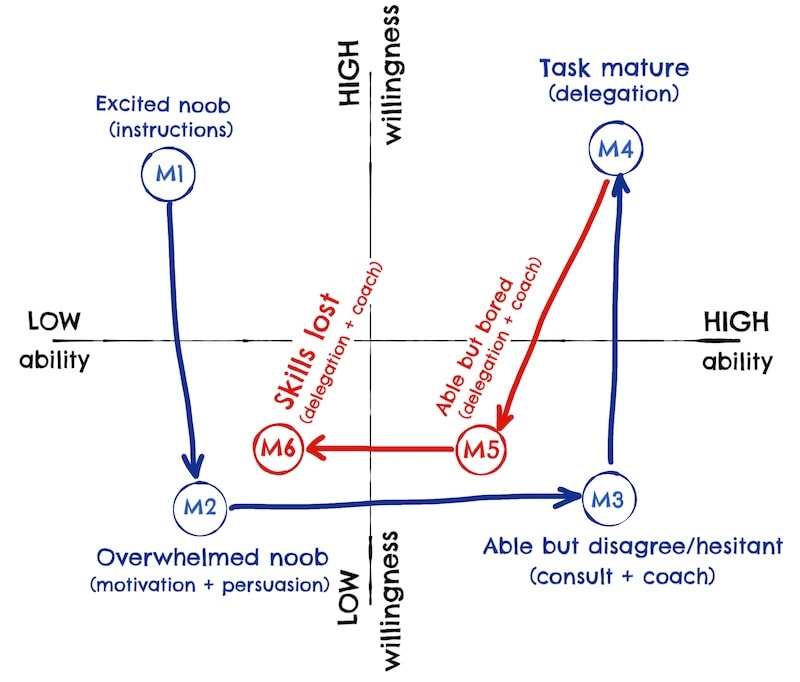 HIGH
willingness
Task mature
(delegation)
Excited noob
(instructions)
M4
M1
Skills lost
(delegation + coach)
Able but bored
(delegation + coach)
LOW
ability
HIGH
ability
M6
M5
M2
M3
Overwhelmed noob
(motivation + persuasion)
Able but disagree/hesitant
(consult + coach)
LOW
willingness